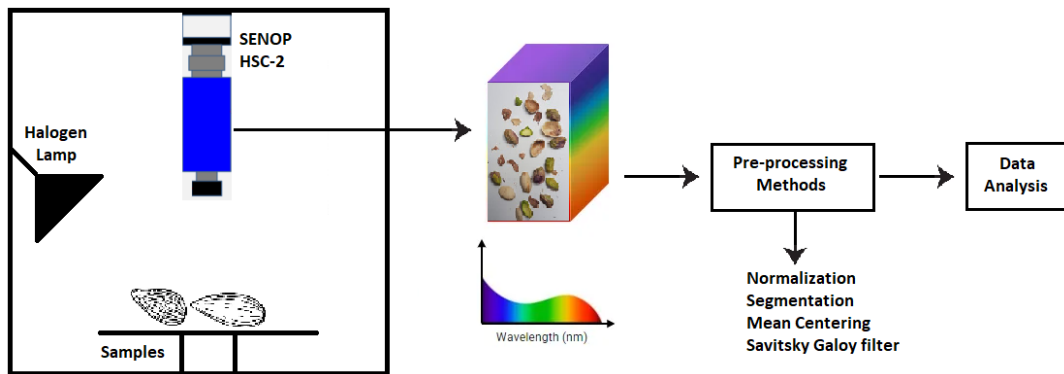 SENOP
HSC-2
Halogen
Lamp
Samples
Wavelength (nm)
Pre-processing
Methods
Normalization
Segmentation
Mean Centering
Savitsky Galoy filter
Data
Analysis